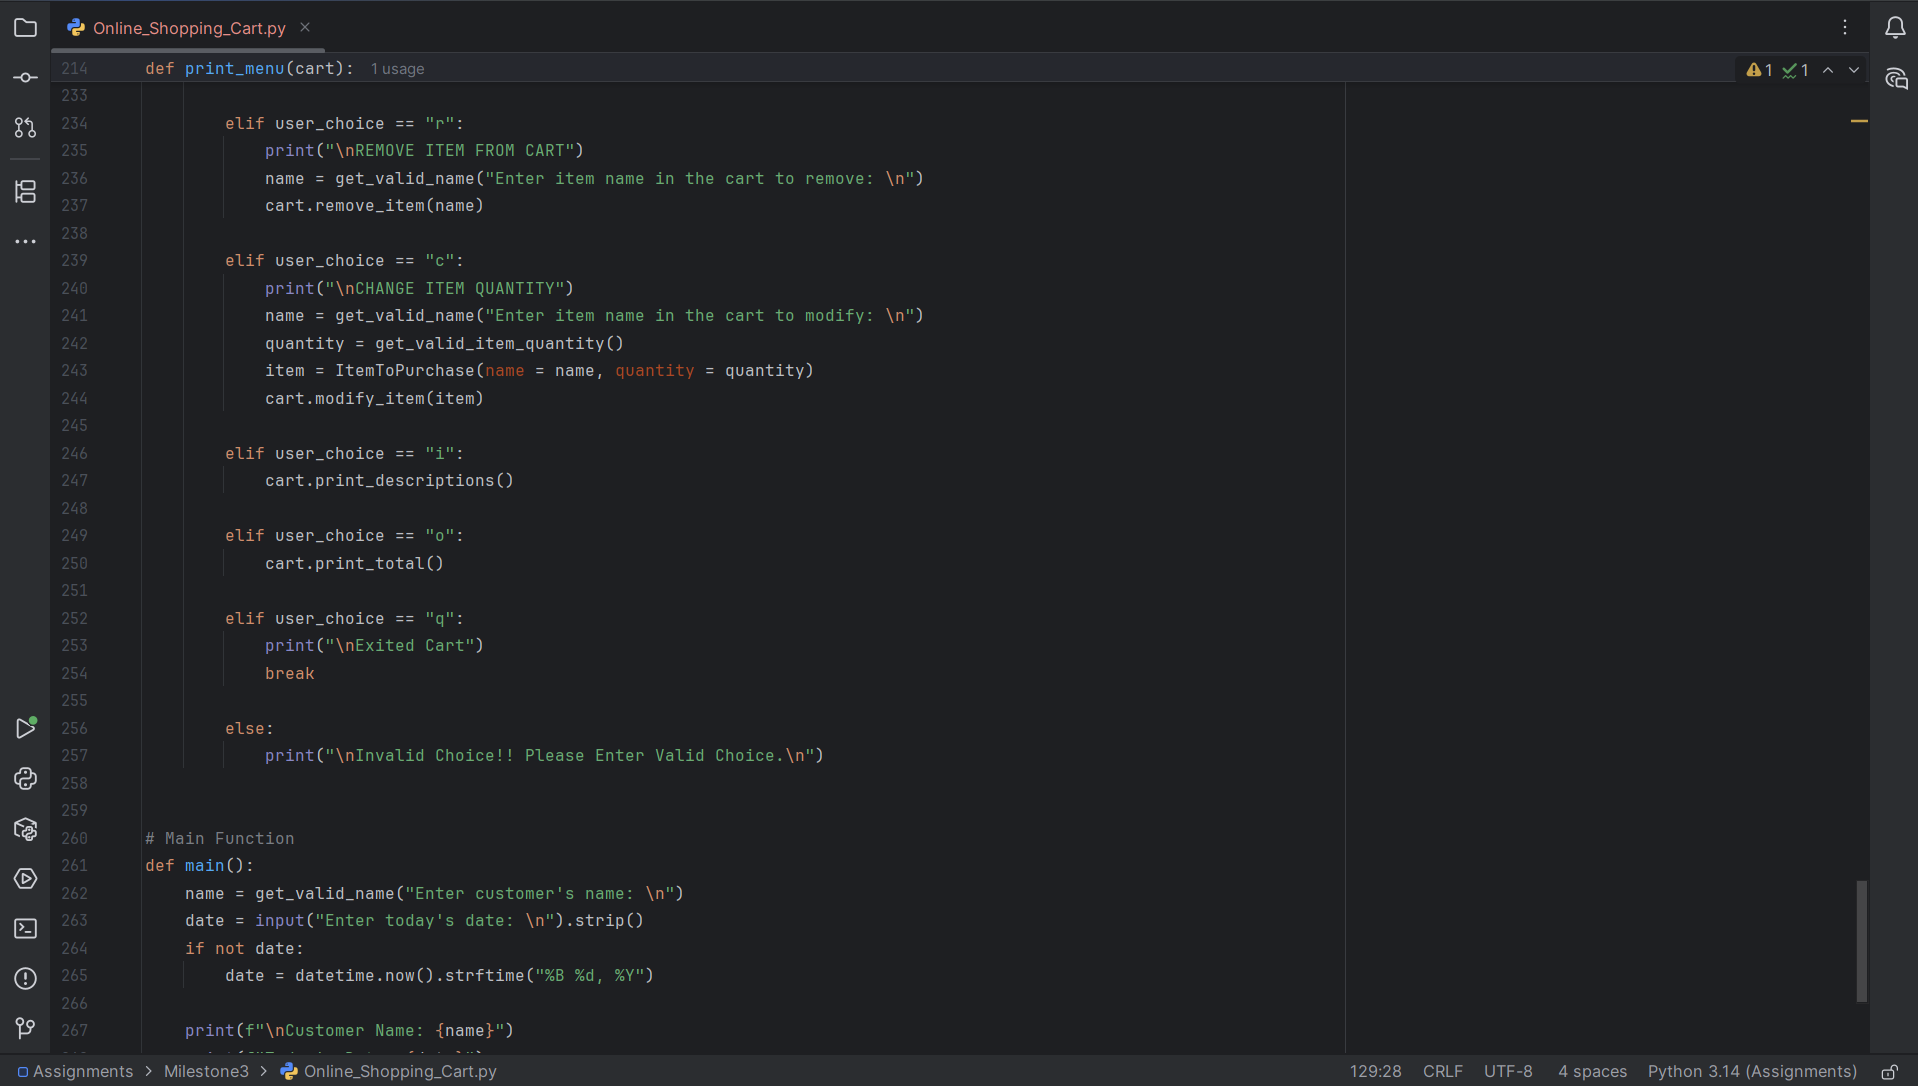 Online_Shopping_Cart.py
214 def print_menu(cart): 1 usage
1 1
233
234 elif user_choice == "r":
235 print("\nREMOVE ITEM FROM CART")
236 name = get_valid_name("Enter item name in the cart to remove: \n")
237 cart.remove_item(name)
238
239 elif user_choice == "c":
240 print("\nCHANGE ITEM QUANTITY")
241 name = get_valid_name("Enter item name in the cart to modify: \n")
242 quantity = get_valid_item_quantity()
243 item = ItemToPurchase(name = name, quantity = quantity)
244 cart.modify_item(item)
245
246 elif user_choice == "i":
247 cart.print_descriptions()
248
249 elif user_choice == "o":
250 cart.print_total()
251
252 elif user_choice == "q":
253 print("\nExited Cart")
254 break
255
256 else:
257 print("\nInvalid Choice!! Please Enter Valid Choice.\n")
258
259
260 # Main Function
261 def main():
262 name = get_valid_name("Enter customer's name: \n")
263 date = input("Enter today's date: \n").strip()
264 if not date:
265 date = datetime.now().strftime("%B %d, %Y")
266
267 print(f"\nCustomer Name: {name}")
Assignments > Milestone3 > Online_Shopping_Cart.py
129:28 CRLF UTF-8 4 spaces Python 3.14 (Assignments)